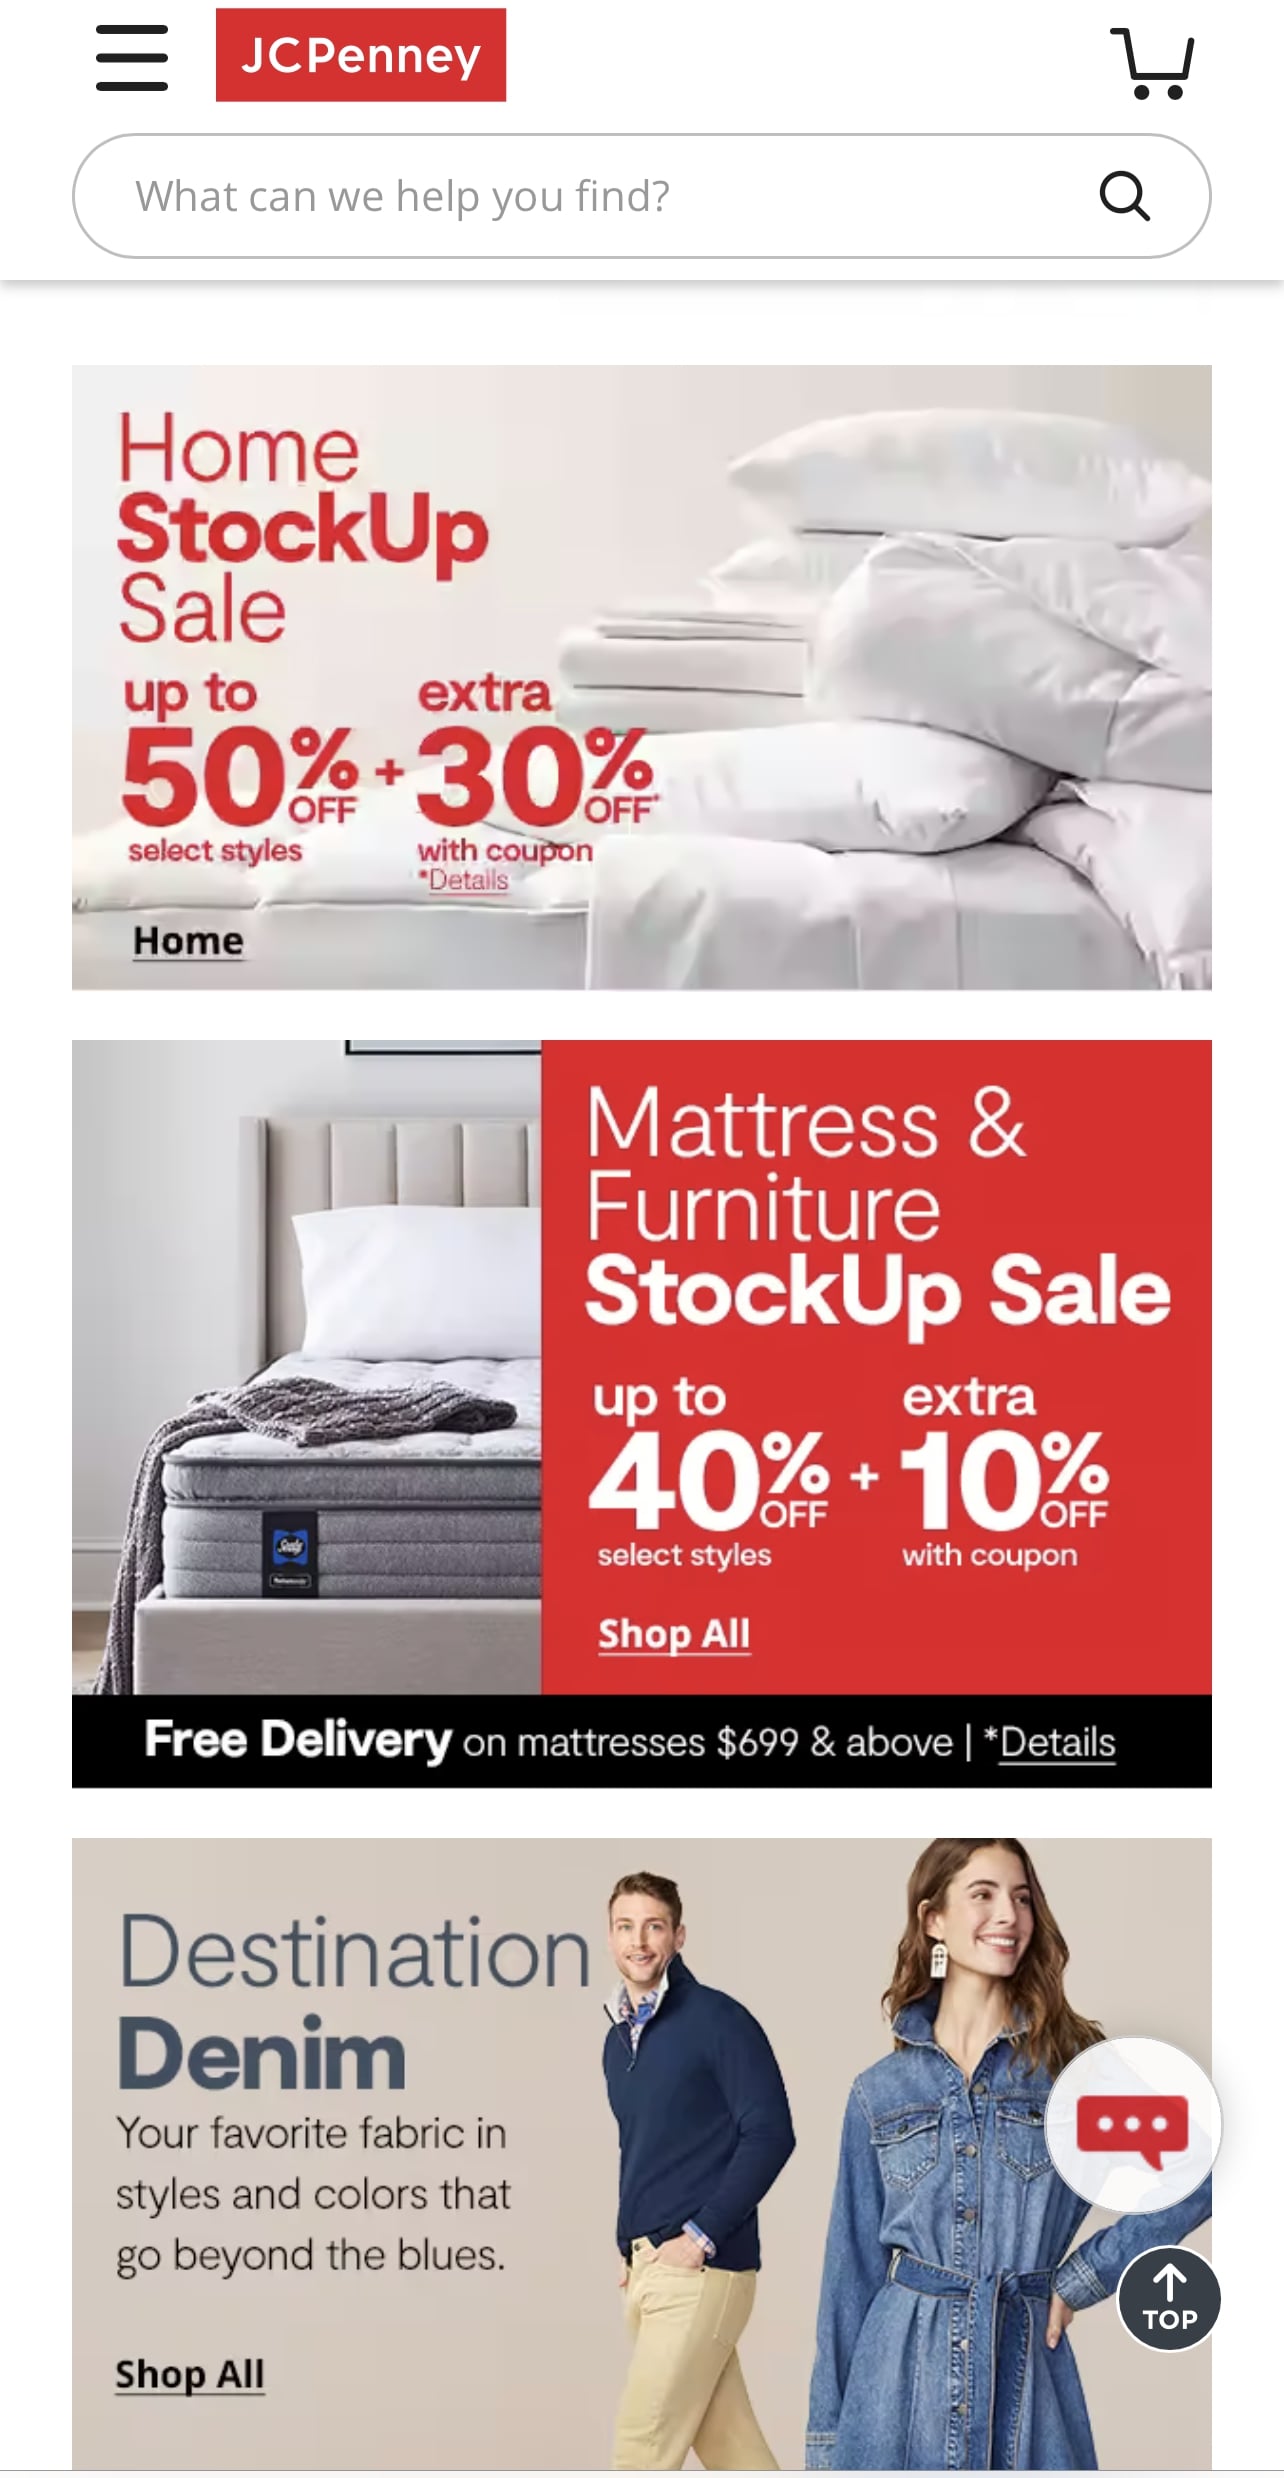 JCPenney
What can we help you find?
Home
StockUp
Sale
up to
50% OFF
select styles
+
extra
30% OFF*
with coupon
*Details
Home
Mattress &
Furniture
StockUp Sale
up to
40% OFF
select styles
+
extra
10% OFF
with coupon
Shop All
Sealy
Free Delivery on mattresses $699 & above | *Details
Destination
Denim
Your favorite fabric in
styles and colors that
go beyond the blues.
Shop All
TOP